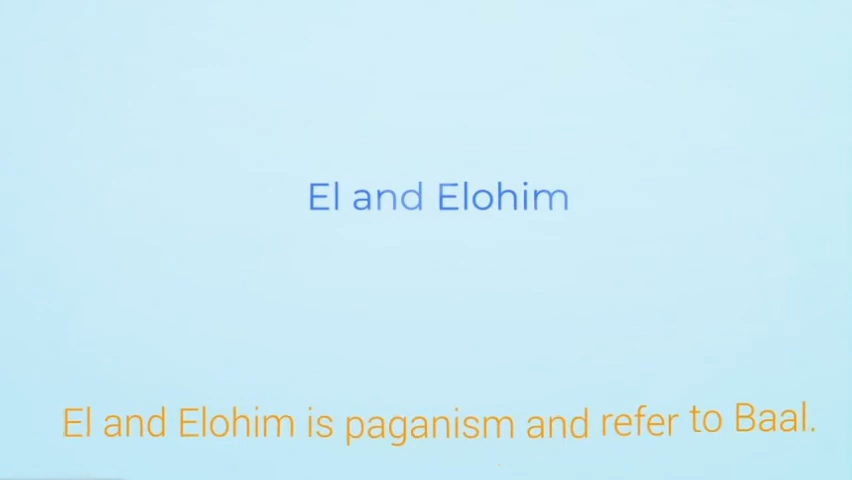 El and Elohim
El and Elohim is paganism and refer to Baal.